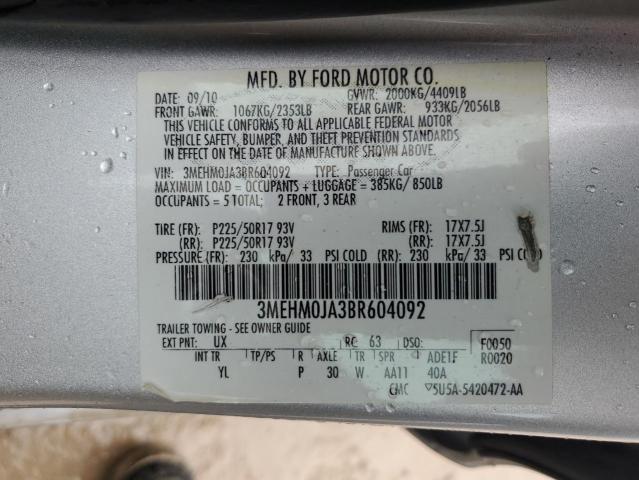 MFD. BY FORD MOTOR CO.
DATE: 09/10 GVWR: 2000KG/4409LB
FRONT GAWR: 1067KG/2353LB REAR GAWR: 933KG/2056LB
THIS VEHICLE CONFORMS TO ALL APPLICABLE FEDERAL MOTOR
VEHICLE SAFETY, BUMPER, AND THEFT PREVENTION STANDARDS
IN EFFECT ON THE DATE OF MANUFACTURE SHOWN ABOVE.
VIN: 3MEHM0JA3BR604092 TYPE: Passenger Car
MAXIMUM LOAD = OCCUPANTS + LUGGAGE = 385KG/ 850LB
OCCUPANTS = 5 TOTAL; 2 FRONT, 3 REAR
TIRE (FR): P225/50R17 93V RIMS (FR): 17X7.5J
(RR): P225/50R17 93V (RR): 17X7.5J
PRESSURE (FR): 230 kPa/ 33 PSI COLD (RR): 230 kPa/ 33 PSI COLD
3MEHM0JA3BR604092
TRAILER TOWING - SEE OWNER GUIDE
EXT PNT: UX RC: 63 DSO: F0050
INT TR TP/PS R AXLE TR SPR ADE1F R0020
YL P 30 W AA11 40A
CMC ▽5U5A-5420472-AA